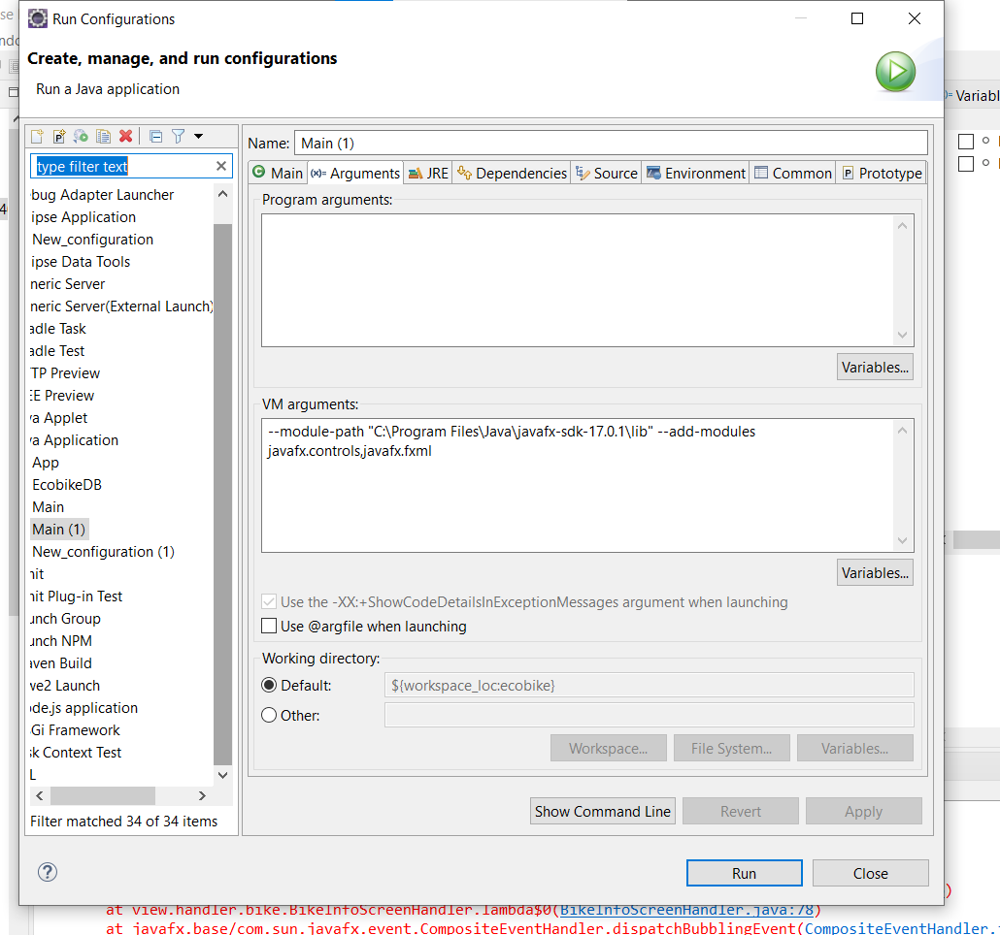 Run Configurations
Create, manage, and run configurations
Run a Java application
Variabl
type filter text
bug Adapter Launcher
ipse Application
New_configuration
ipse Data Tools
neric Server
neric Server(External Launch)
adle Task
adle Test
TP Preview
EE Preview
va Applet
va Application
App
EcobikeDB
Main
Main (1)
New_configuration (1)
nit
nit Plug-in Test
unch Group
unch NPM
aven Build
we2 Launch
ode.js application
Gi Framework
sk Context Test
L
Filter matched 34 of 34 items
Name: Main (1)
Main (x)= Arguments JRE Dependencies Source Environment Common Prototype
Program arguments:
Variables...
VM arguments:
--module-path "C:\Program Files\Java\javafx-sdk-17.0.1\lib" --add-modules
javafx.controls,javafx.fxml
Variables...
Use the -XX:+ShowCodeDetailsInExceptionMessages argument when launching
Use @argfile when launching
Working directory:
Default: ${workspace_loc:ecobike}
Other:
Workspace... File System... Variables...
Show Command Line Revert Apply
Run Close
at view.handler.bike.BikeInfoScreenHandler.lambda$0(BikeInfoScreenHandler.java:78)
at javafx.base/com.sun.javafx.event.CompositeEventHandler.dispatchBubblingEvent(CompositeEventHandler.